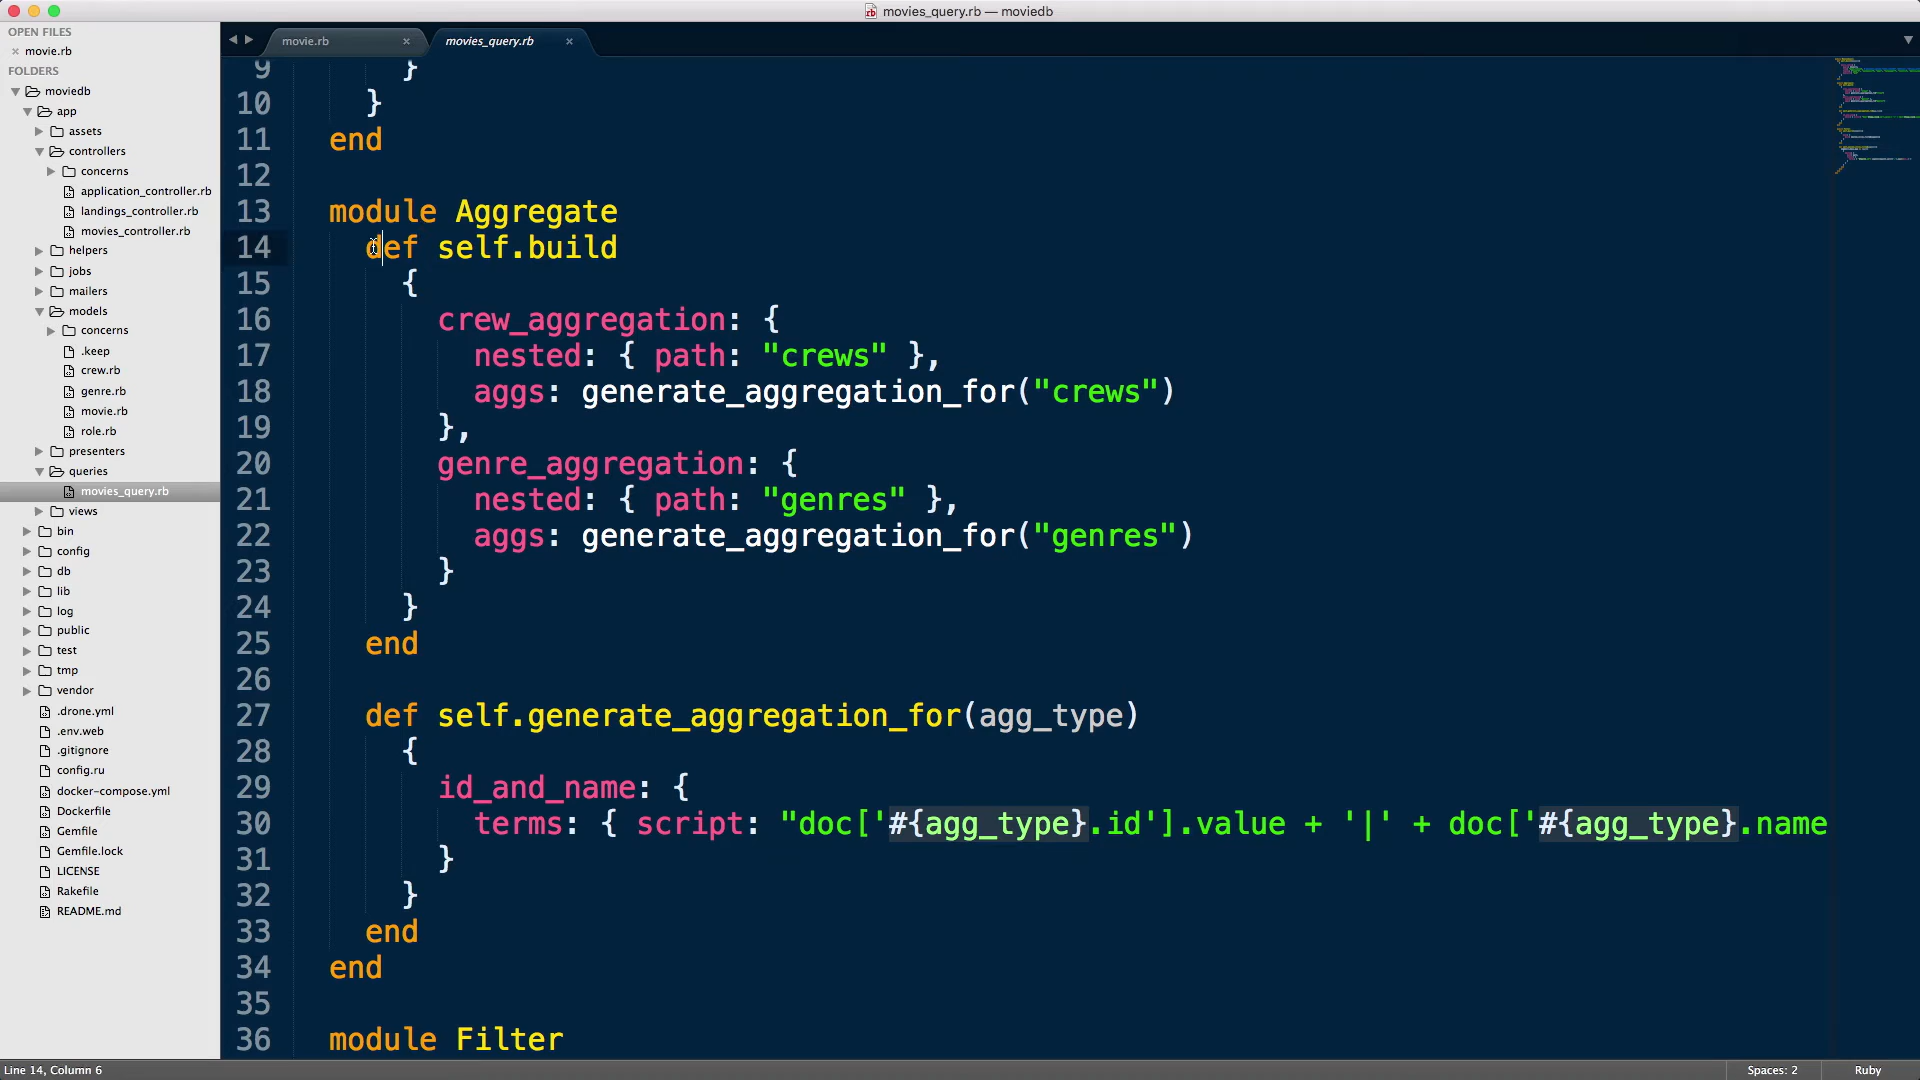 movies_query.rb — moviedb
OPEN FILES
movie.rb
FOLDERS
moviedb
app
assets
controllers
concerns
application_controller.rb
landings_controller.rb
movies_controller.rb
helpers
jobs
mailers
models
concerns
.keep
crew.rb
genre.rb
movie.rb
role.rb
presenters
queries
movies_query.rb
views
bin
config
db
lib
log
public
test
tmp
vendor
.drone.yml
.env.web
.gitignore
config.ru
docker-compose.yml
Dockerfile
Gemfile
Gemfile.lock
LICENSE
Rakefile
README.md
movie.rb × movies_query.rb ×
9 }
10 }
11 end
12
13 module Aggregate
14 def self.build
15 {
16 crew_aggregation: {
17 nested: { path: "crews" },
18 aggs: generate_aggregation_for("crews")
19 },
20 genre_aggregation: {
21 nested: { path: "genres" },
22 aggs: generate_aggregation_for("genres")
23 }
24 }
25 end
26
27 def self.generate_aggregation_for(agg_type)
28 {
29 id_and_name: {
30 terms: { script: "doc['#{agg_type}.id'].value + '|' + doc['#{agg_type}.name
31 }
32 }
33 end
34 end
35
36 module Filter
Line 14, Column 6
Spaces: 2
Ruby